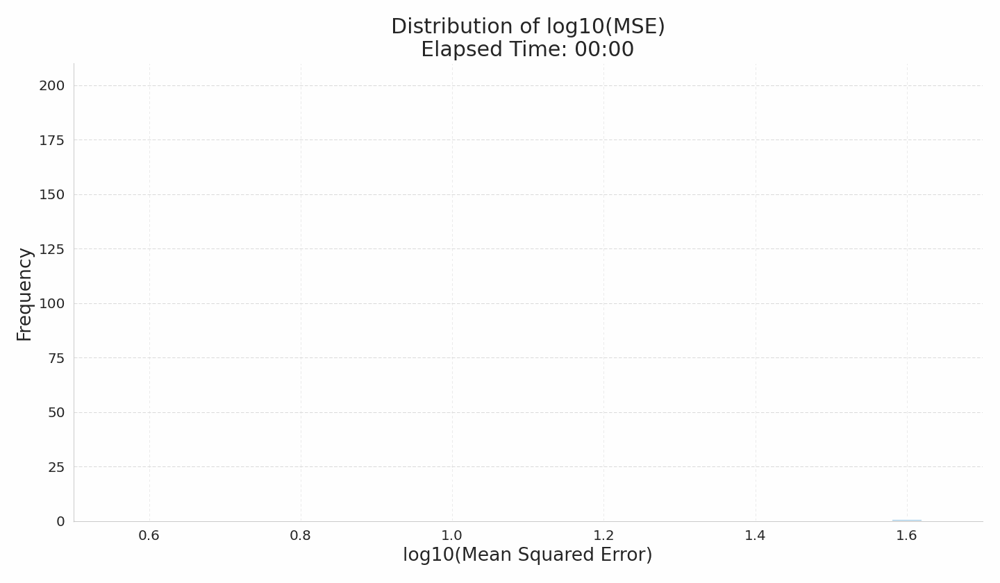 Distribution of log10(MSE)
Elapsed Time: 00:00
200
175
150
125
100
75
50
25
0
Frequency
0.6 0.8 1.0 1.2 1.4 1.6
log10(Mean Squared Error)